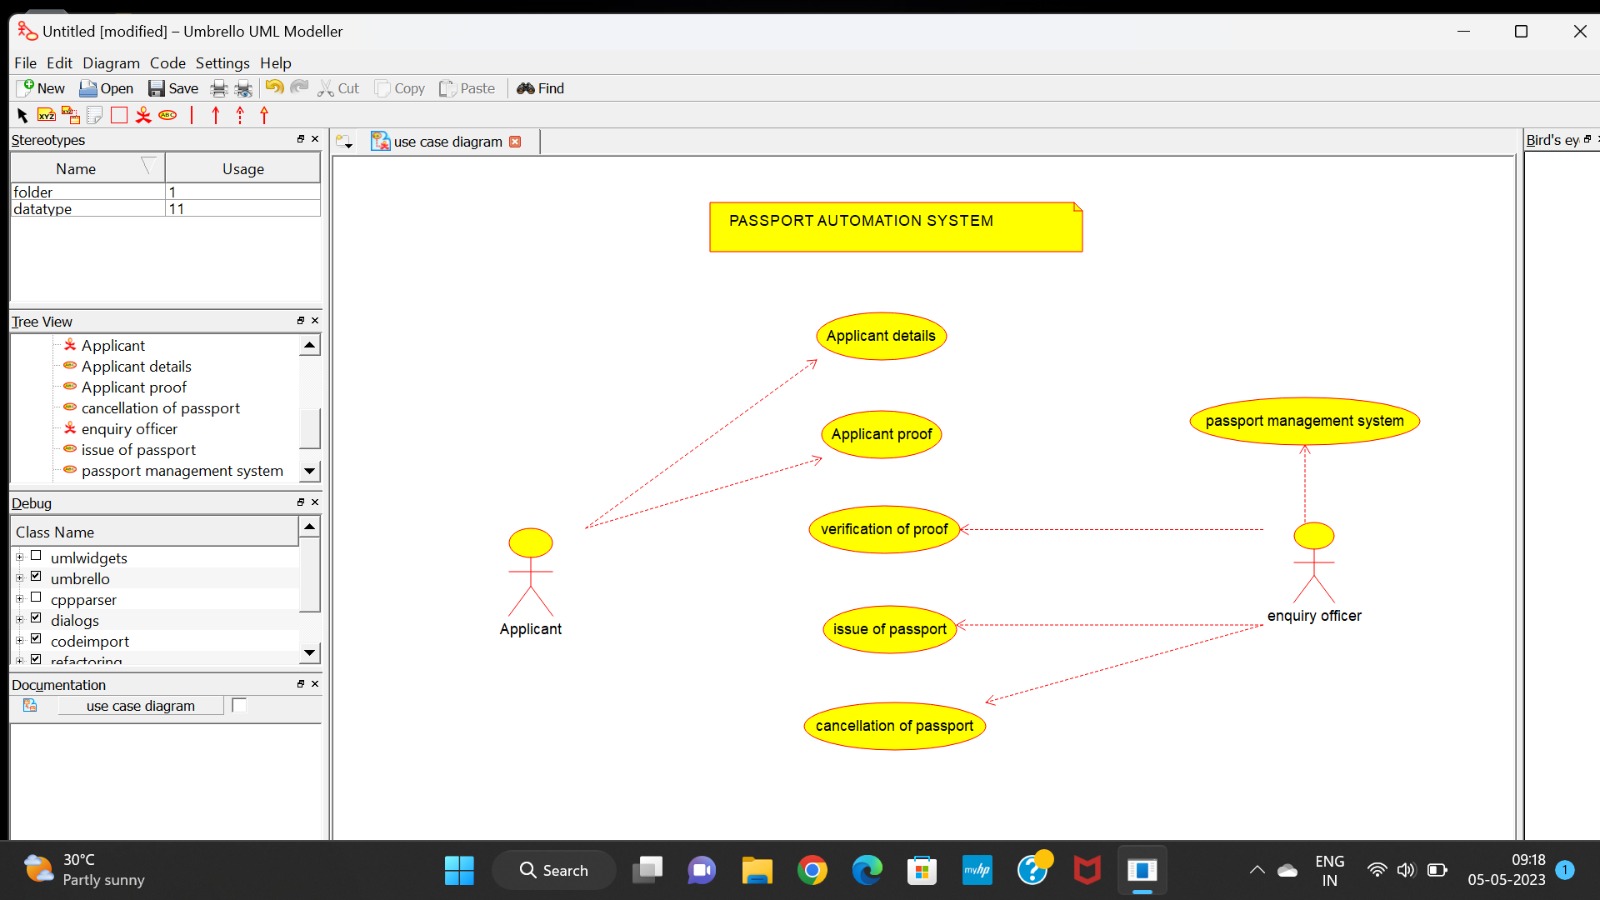 Untitled [modified] – Umbrello UML Modeller
File Edit Diagram Code Settings Help
New Open Save Cut Copy Paste Find
XYZ ABC
Stereotypes
Name Usage
folder 1
datatype 11
Tree View
Applicant
Applicant details
Applicant proof
cancellation of passport
enquiry officer
issue of passport
passport management system
Debug
Class Name
umlwidgets
umbrello
cppparser
dialogs
codeimport
refactoring
Documentation
use case diagram
use case diagram
PASSPORT AUTOMATION SYSTEM
Applicant details
Applicant proof
passport management system
verification of proof
issue of passport
cancellation of passport
Applicant
enquiry officer
Bird's ey
30°C
Partly sunny
Search
myhp
ENG
IN
09:18
05-05-2023
1